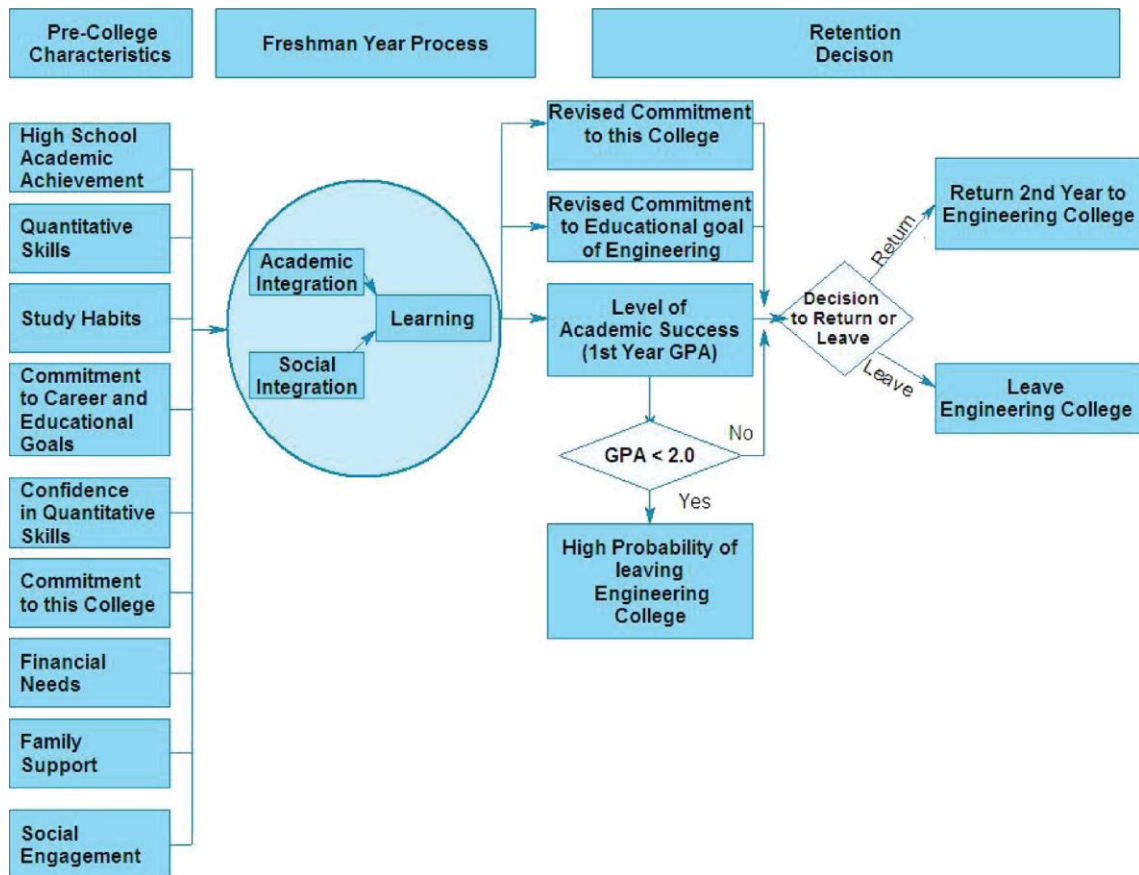 Pre-College
Characteristics
Freshman Year Process
Retention
Decison
High School
Academic
Achievement
Quantitative
Skills
Study Habits
Commitment
to Career and
Educational
Goals
Confidence
in Quantitative
Skills
Commitment
to this College
Financial
Needs
Family
Support
Social
Engagement
Academic
Integration
Learning
Social
Integration
Revised Commitment
to this College
Revised Commitment
to Educational goal
of Engineering
Level of
Academic Success
(1st Year GPA)
GPA < 2.0
No
Yes
High Probability of
leaving
Engineering
College
Decision
to Return or
Leave
Return
Leave
Return 2nd Year to
Engineering College
Leave
Engineering College